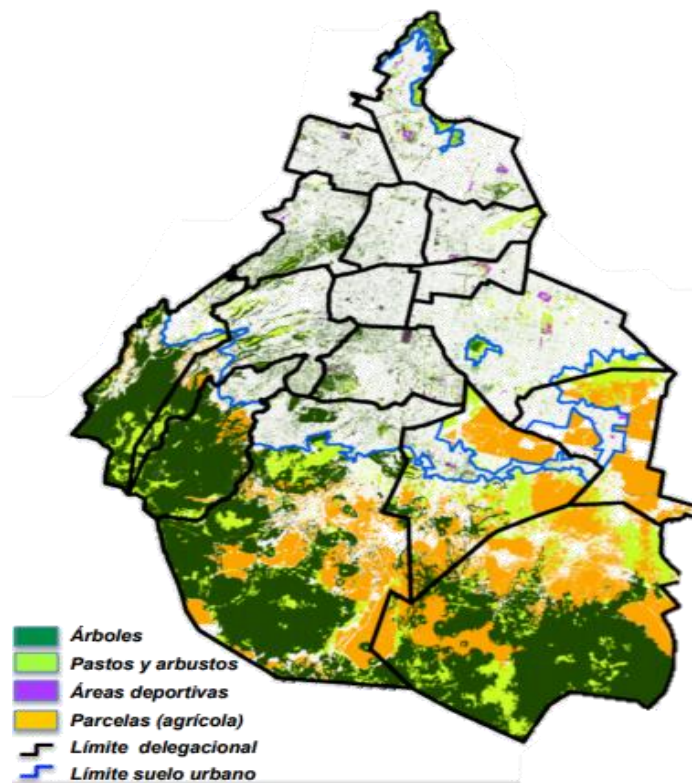 Árboles
Pastos y arbustos
Áreas deportivas
Parcelas (agrícola)
Límite delegacional
Límite suelo urbano